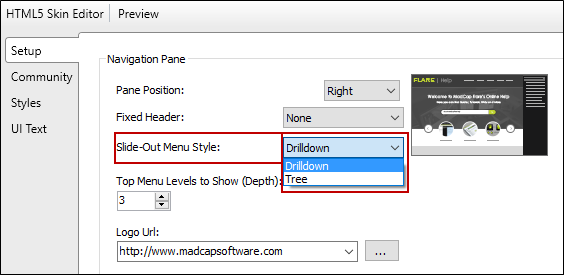 HTML5 Skin Editor Preview
Setup
Community
Styles
UI Text
Navigation Pane
Pane Position: Right
Fixed Header: None
Slide-Out Menu Style: Drilldown
Drilldown
Tree
Top Menu Levels to Show (Depth):
3
Logo Url:
http://www.madcapsoftware.com ...
FLARE Help
Welcome to MadCap Flare's Online Help